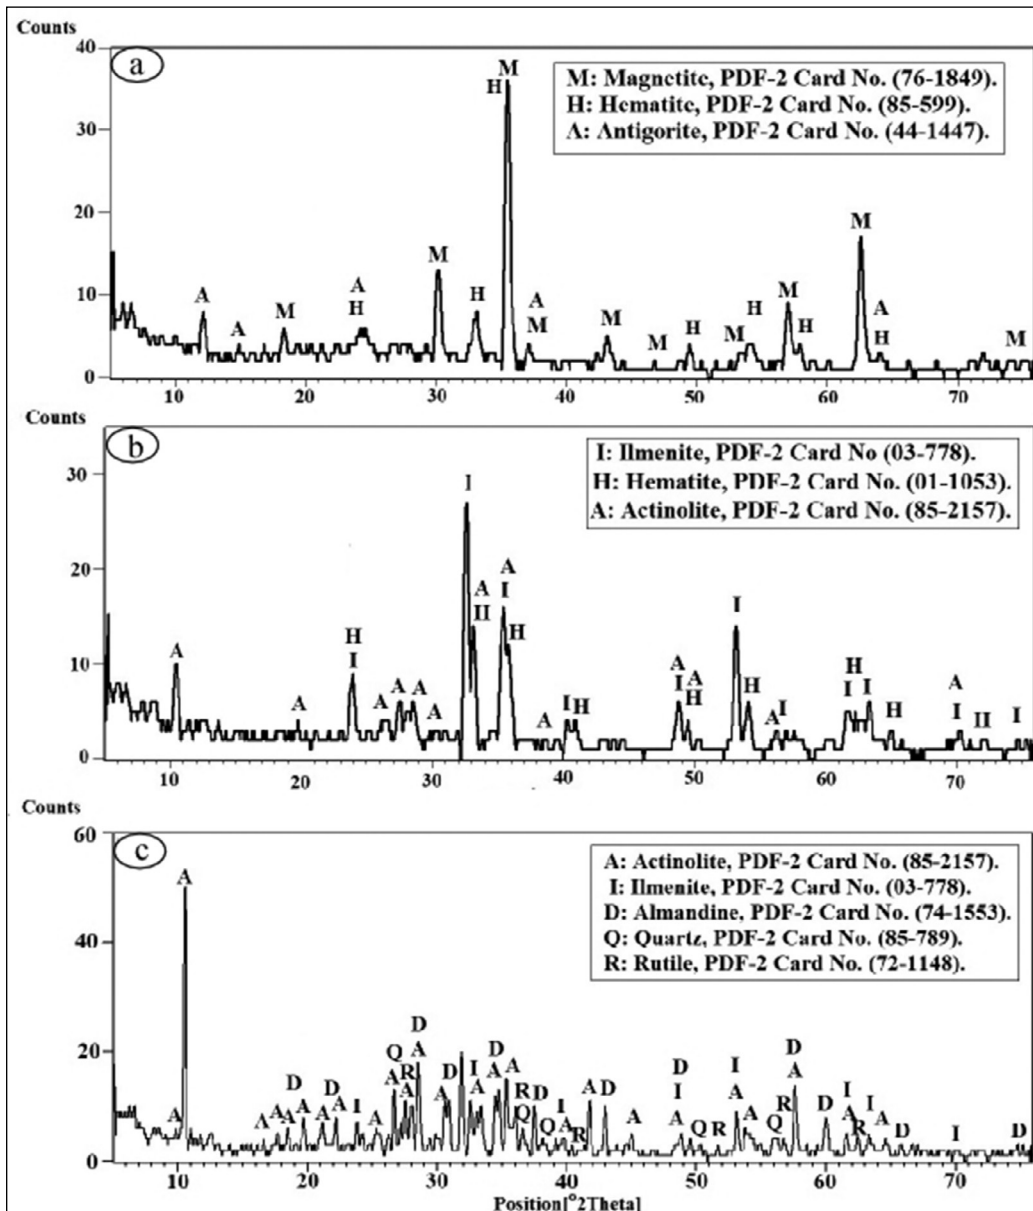 Counts
40
a
M
M: Magnetite, PDF-2 Card No. (76-1849).
H
H: Hematite, PDF-2 Card No. (85-599).
A: Antigorite, PDF-2 Card No. (44-1447).
30
20
M
M
10
A A M A H H A M M M H M H M H A H M
0
10 20 30 40 50 60 70
Counts
b
I: Ilmenite, PDF-2 Card No (03-778).
H: Hematite, PDF-2 Card No. (01-1053).
A: Actinolite, PDF-2 Card No. (85-2157).
30
I
20
A I
A H
H
I
10
A A H I A A A A A I H A I A H H A I H I I H A I H I
0
10 20 30 40 50 60 70
Counts
60
c
A: Actinolite, PDF-2 Card No. (85-2157).
I: Ilmenite, PDF-2 Card No. (03-778).
D: Almandine, PDF-2 Card No. (74-1553).
Q: Quartz, PDF-2 Card No. (85-789).
R: Rutile, PDF-2 Card No. (72-1148).
A
40
20
D A
Q A R A I A D A A D
D I A I A D A
A A A D A D A A I A A D R Q D Q I A R A D A Q R A Q R D I A R I A D I D
0
10 20 30 40 50 60 70
Position[°2Theta]